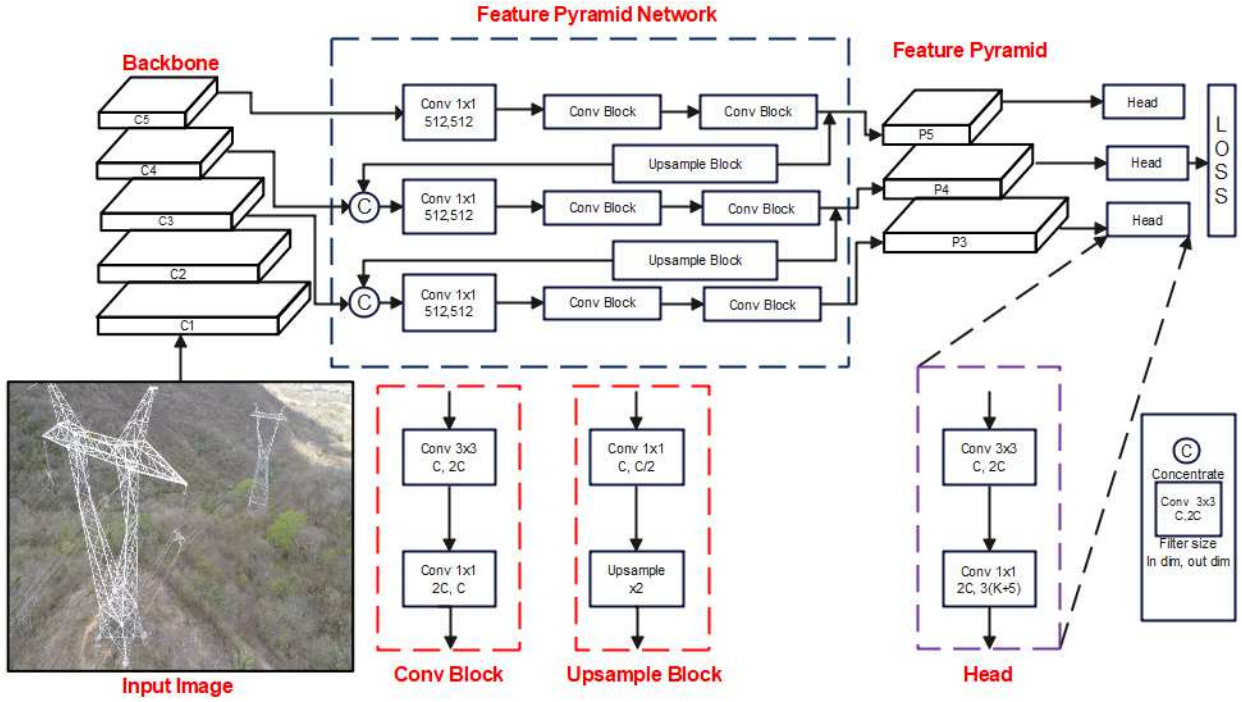 Feature Pyramid Network
Backbone
Feature Pyramid
C5
C4
C3
C2
C1
Conv 1x1
512,512
Conv Block
Conv Block
Upsample Block
C
Conv 1x1
512,512
Conv Block
Conv Block
Upsample Block
C
Conv 1x1
512,512
Conv Block
Conv Block
P5
P4
P3
Head
Head
Head
LOSS
Input Image
Conv 3x3
C, 2C
Conv 1x1
2C, C
Conv Block
Conv 1x1
C, C/2
Upsample
x2
Upsample Block
Conv 3x3
C, 2C
Conv 1x1
2C, 3(K+5)
Head
C
Concentrate
Conv 3x3
C,2C
Filter size
In dim, out dim